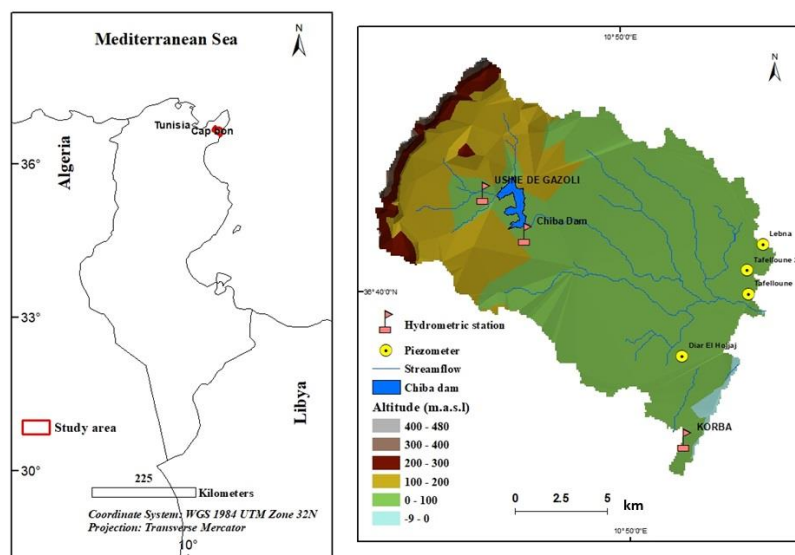 Mediterranean Sea
N
Tunisia
Cap bon
Algeria
36°
33°
Libya
Study area
30°
225
Kilometers
Coordinate System: WGS 1984 UTM Zone 32N
Projection: Transverse Mercator
10°
10°50'0"E
N
USINE DE GAZOLI
Chiba Dam
Lebna
Tafelloune
Tafelloune
36°40'0"N
Hydrometric station
Piezometer
Diar El Hojjaj
Streamflow
Chiba dam
Altitude (m.a.s.l)
400 - 480
300 - 400
200 - 300
100 - 200
0 - 100
-9 - 0
KORBA
0 2.5 5 km
10°50'0"E